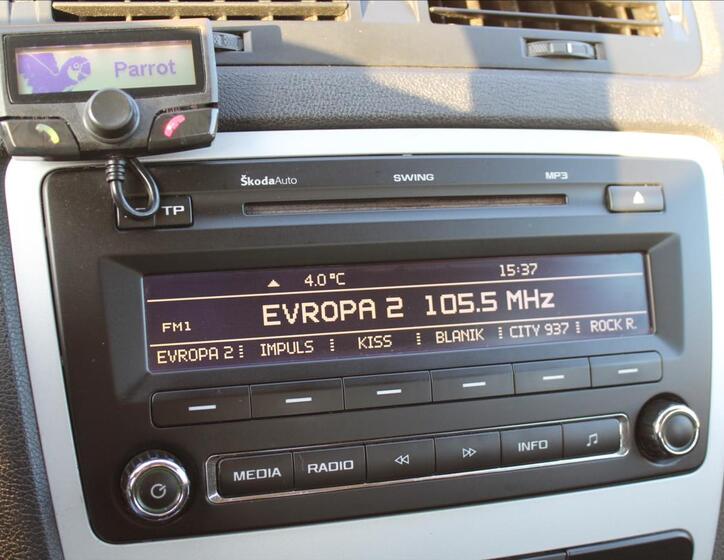 Parrot
ŠkodaAuto SWING MP3
TP
4.0°C 15:37
EVROPA 2 105.5 MHz
FM1
EVROPA 2 IMPULS KISS BLANIK CITY 937 ROCK R.
MEDIA RADIO INFO